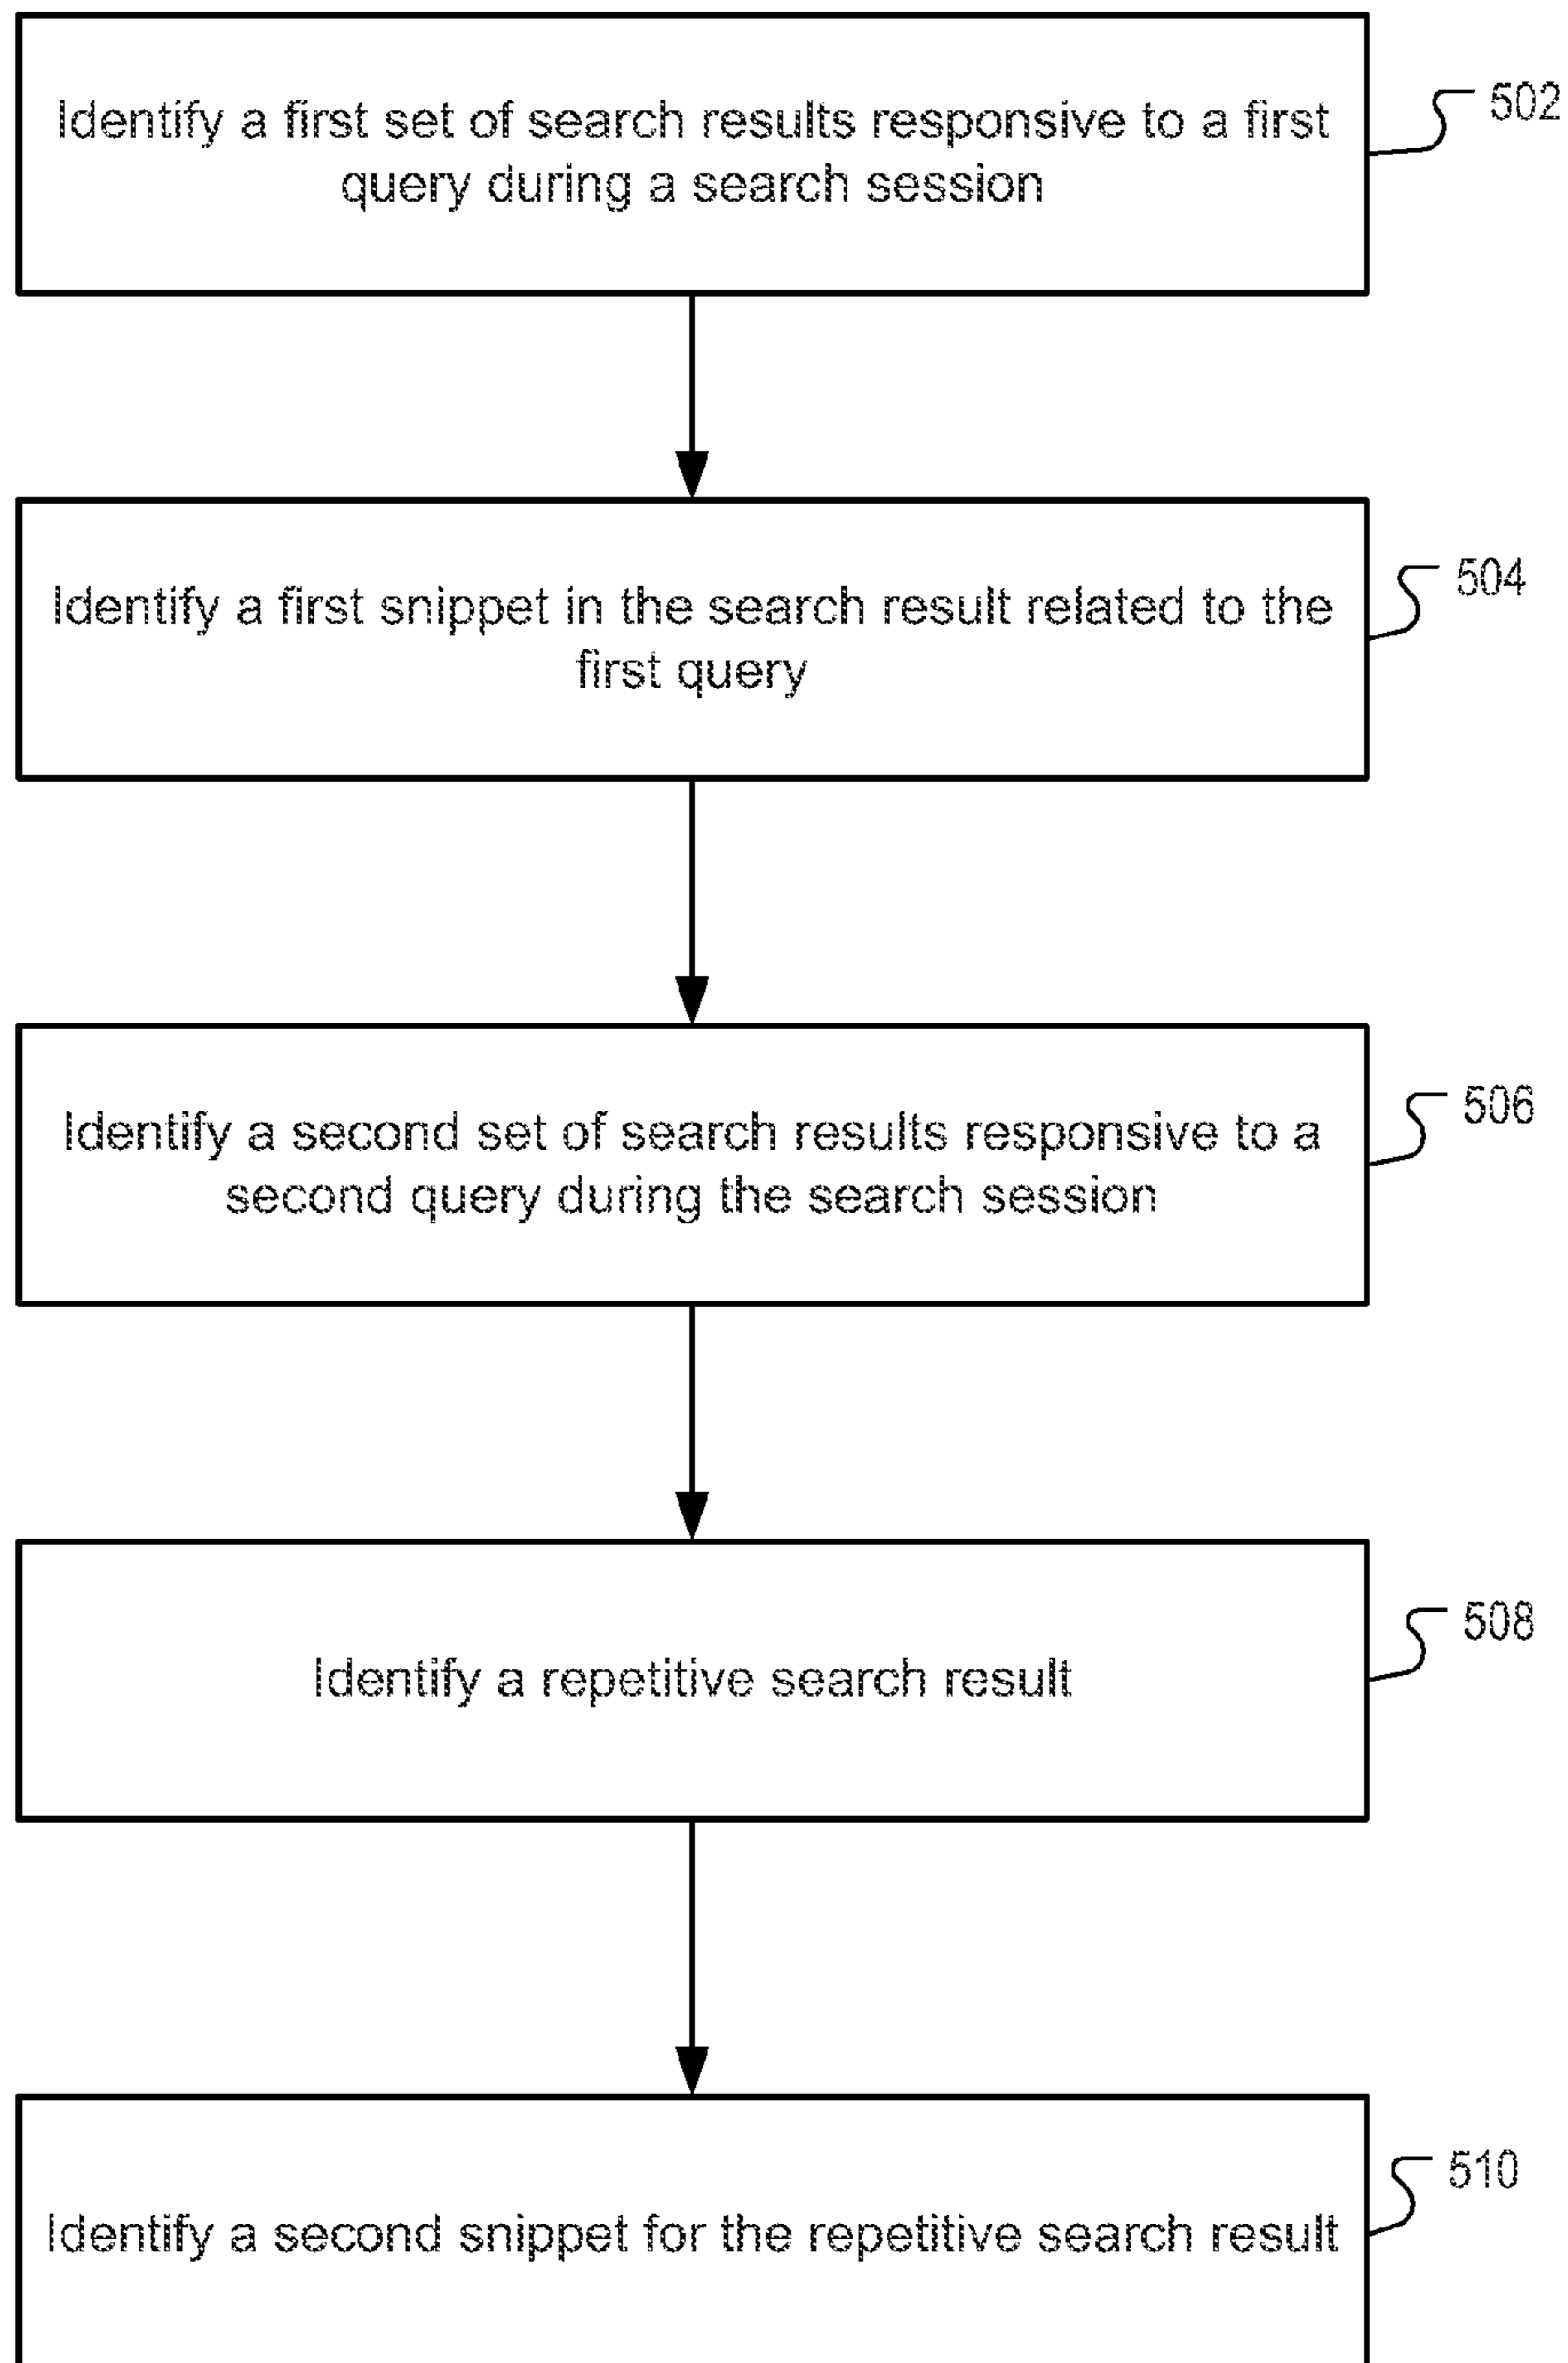 Identify a first set of search results responsive to a first
query during a search session
502
Identify a first snippet in the search result related to the
first query
504
Identify a second set of search results responsive to a
second query during the search session
506
Identify a repetitive search result
508
Identify a second snippet for the repetitive search result
510